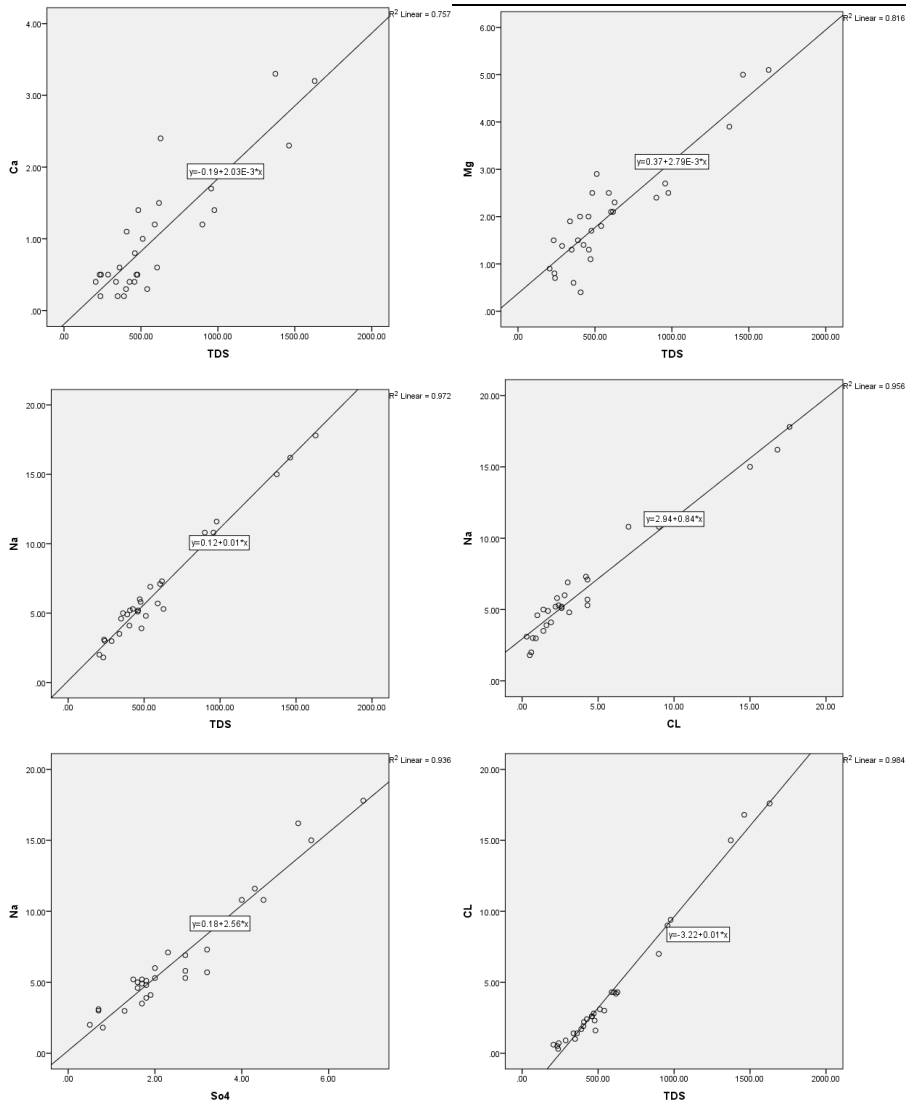 R² Linear = 0.757
4.00
3.00
2.00
1.00
.00
Ca
y=-0.19+2.03E-3*x
.00 500.00 1000.00 1500.00 2000.00
TDS
R² Linear = 0.816
6.00
5.00
4.00
3.00
2.00
1.00
.00
Mg
y=0.37+2.79E-3*x
.00 500.00 1000.00 1500.00 2000.00
TDS
R² Linear = 0.972
20.00
15.00
10.00
5.00
.00
Na
y=0.12+0.01*x
.00 500.00 1000.00 1500.00 2000.00
TDS
R² Linear = 0.956
20.00
15.00
10.00
5.00
.00
Na
y=2.94+0.84*x
.00 5.00 10.00 15.00 20.00
CL
R² Linear = 0.936
20.00
15.00
10.00
5.00
.00
Na
y=0.18+2.56*x
.00 2.00 4.00 6.00
So4
R² Linear = 0.984
20.00
15.00
10.00
5.00
.00
CL
y=-3.22+0.01*x
.00 500.00 1000.00 1500.00 2000.00
TDS